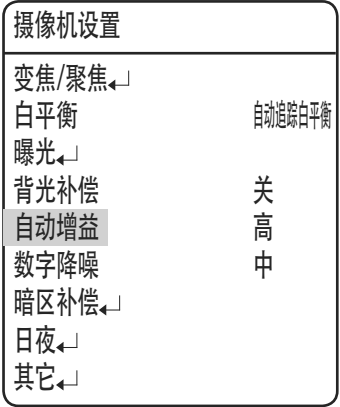 摄像机设置
变焦/聚焦↵
白平衡 自动追踪白平衡
曝光↵
背光补偿 关
自动增益 高
数字降噪 中
暗区补偿↵
日夜↵
其它↵